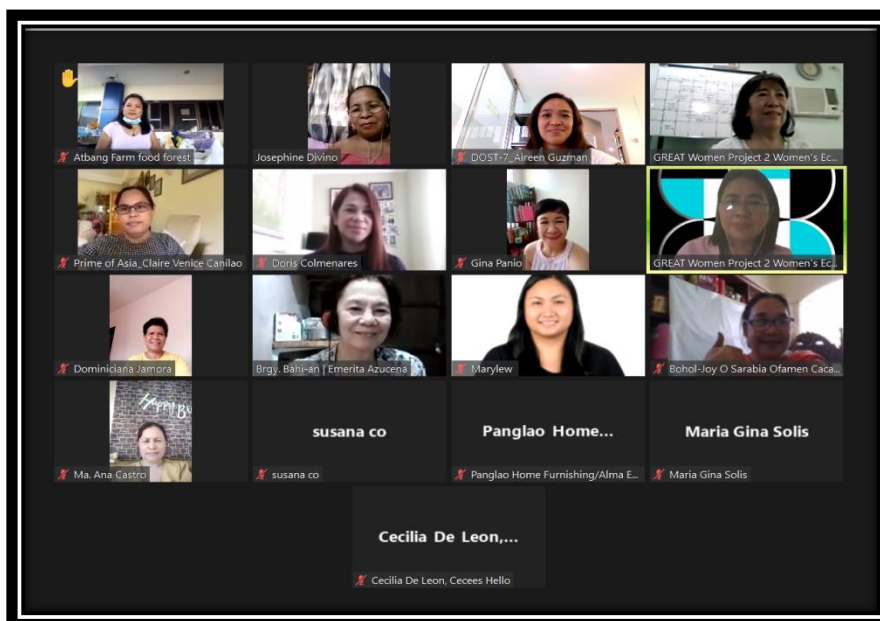 Atbang Farm food forest
Josephine Divino
DOST-7_Aireen Guzman
GREAT Women Project 2 Women's Ec...
Prime of Asia_Claire Venice Canilao
Doris Colmenares
Gina Panio
GREAT Women Project 2 Women's Ec...
Dominiciana Jamora
Brgy. Bahi-an | Emerita Azucena
Marylew
Bohol-Joy O Sarabia Ofamen Caca...
Happy B
Ma. Ana Castro
susana co
susana co
Panglao Home...
Panglao Home Furnishing/Alma E...
Maria Gina Solis
Maria Gina Solis
Cecilia De Leon,...
Cecilia De Leon, Cecees Hello